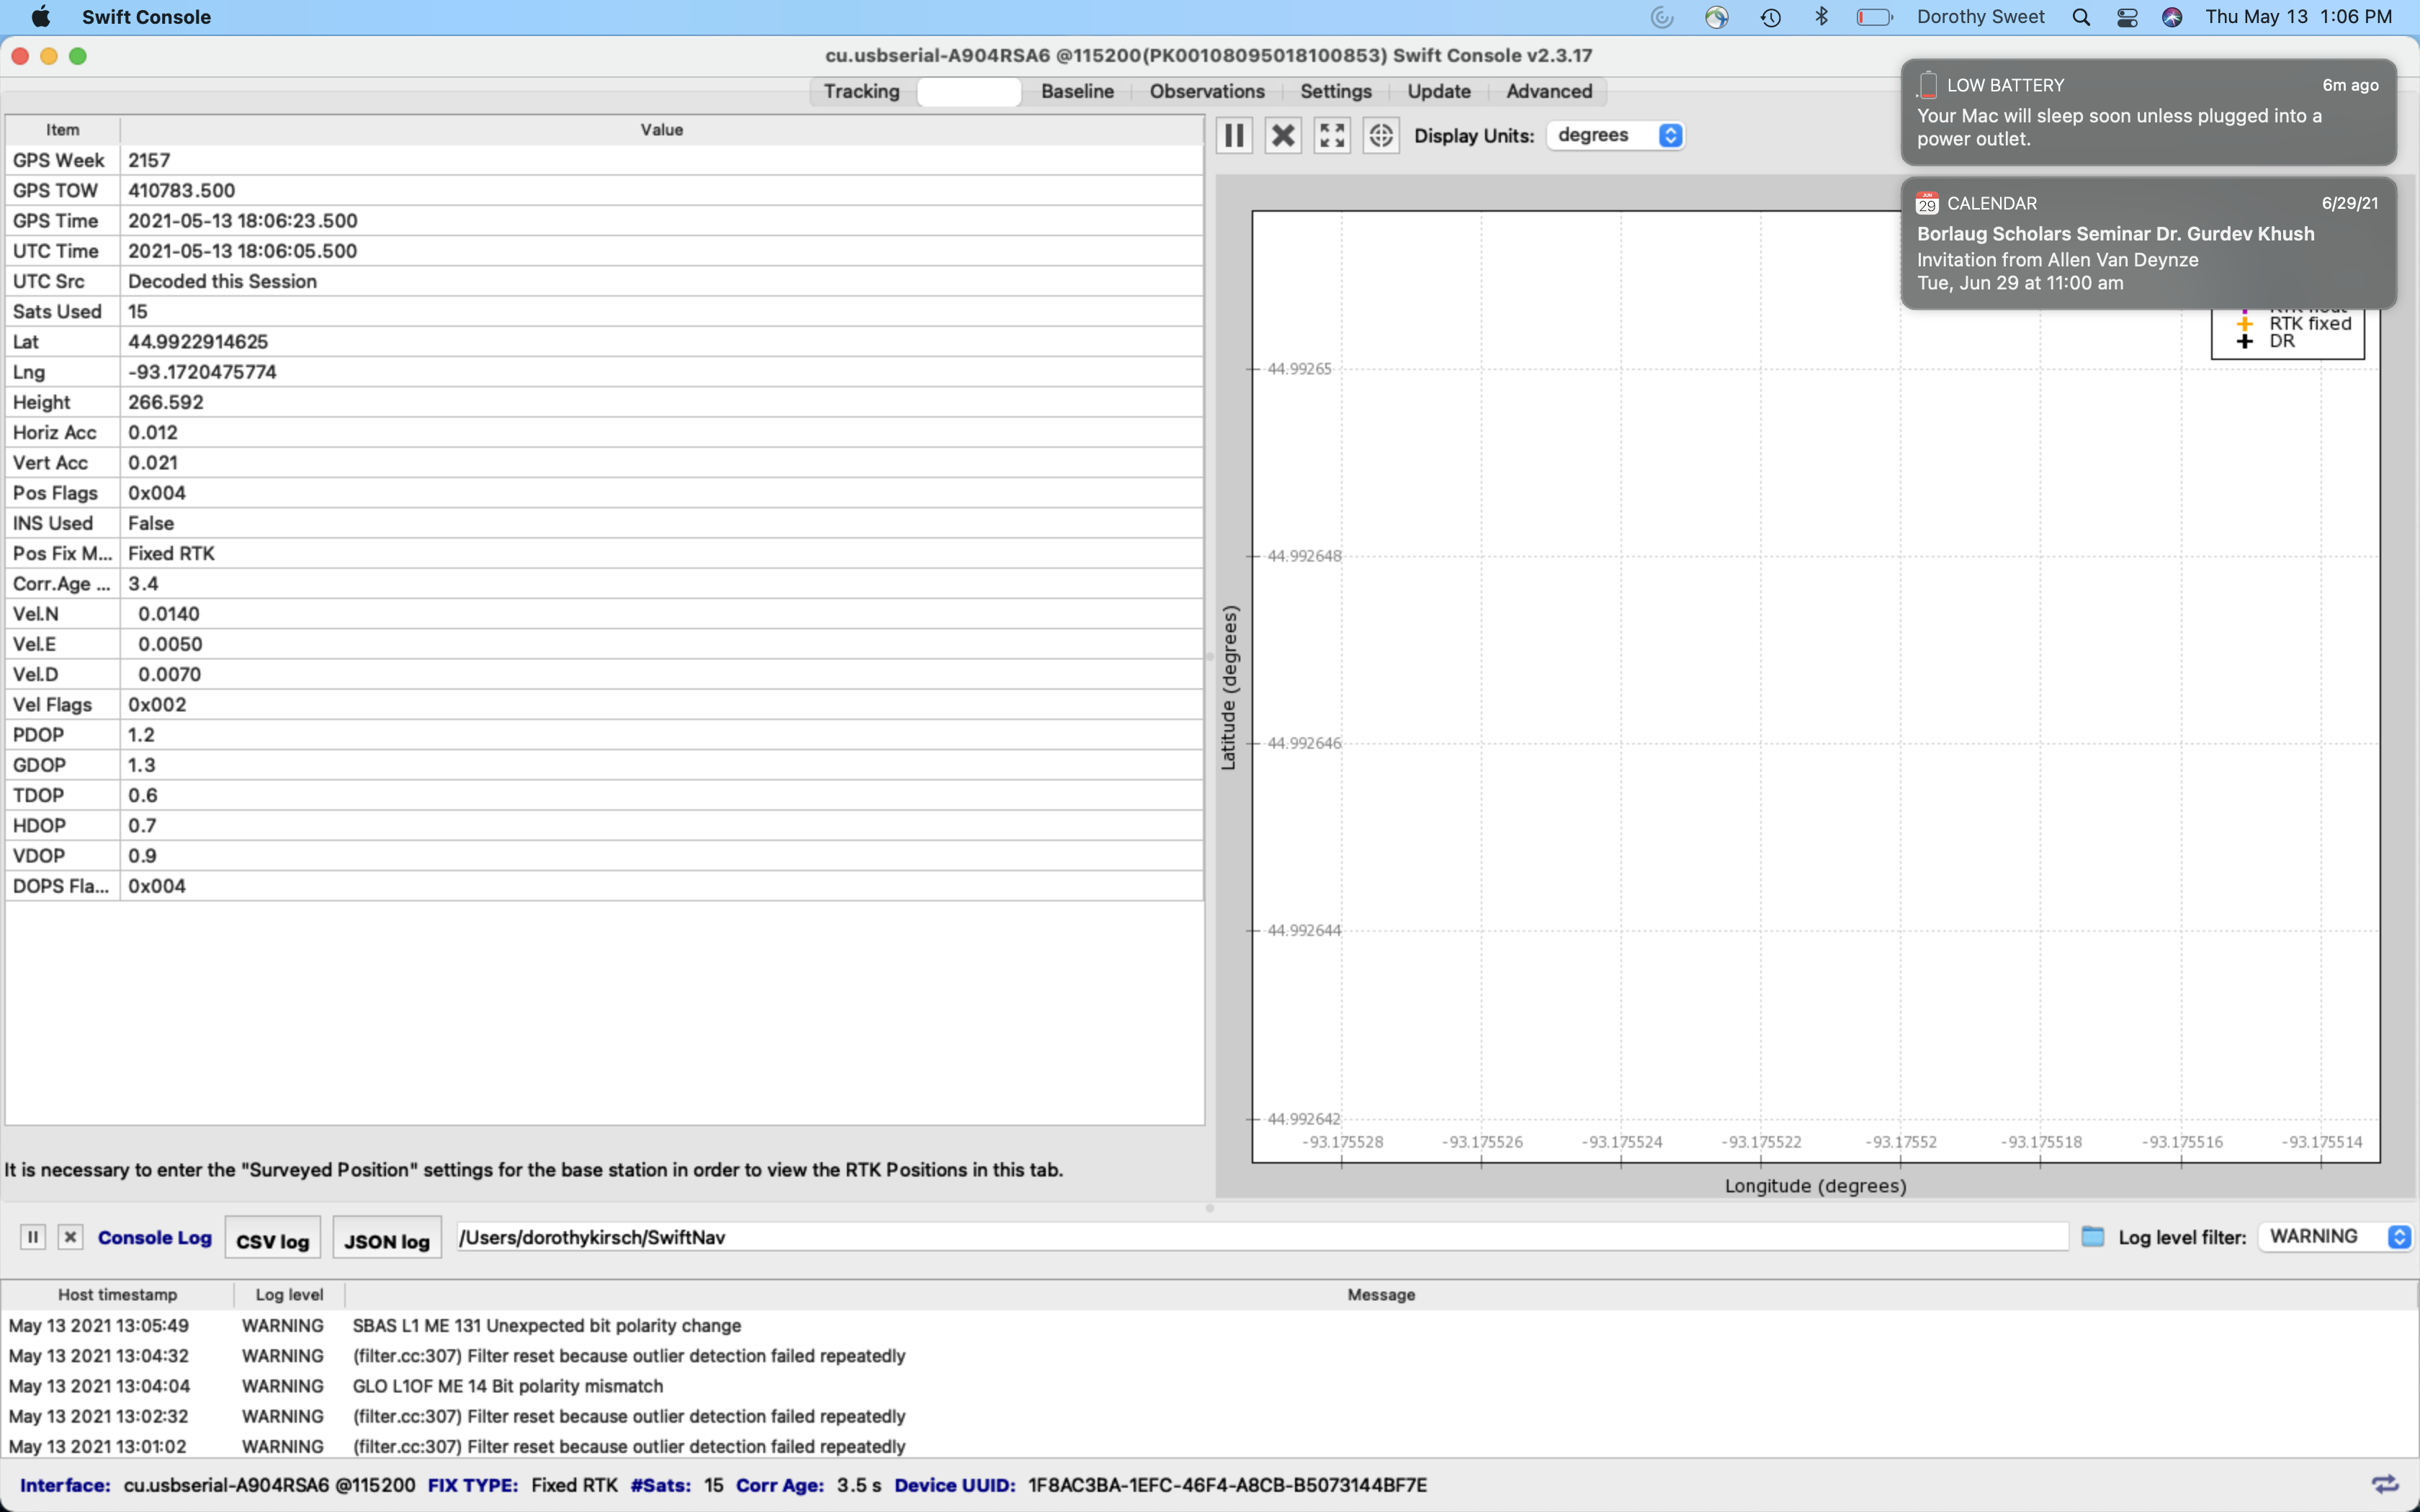 Swift Console
Dorothy Sweet
Thu May 13 1:06 PM
cu.usbserial-A904RSA6 @115200(PK00108095018100853) Swift Console v2.3.17
Tracking
Baseline
Observations
Settings
Update
Advanced
LOW BATTERY
6m ago
Your Mac will sleep soon unless plugged into a
power outlet.
29
CALENDAR
6/29/21
Borlaug Scholars Seminar Dr. Gurdev Khush
Invitation from Allen Van Deynze
Tue, Jun 29 at 11:00 am
Item Value
GPS Week 2157
GPS TOW 410783.500
GPS Time 2021-05-13 18:06:23.500
UTC Time 2021-05-13 18:06:05.500
UTC Src Decoded this Session
Sats Used 15
Lat 44.9922914625
Lng -93.1720475774
Height 266.592
Horiz Acc 0.012
Vert Acc 0.021
Pos Flags 0x004
INS Used False
Pos Fix M... Fixed RTK
Corr.Age ... 3.4
Vel.N 0.0140
Vel.E 0.0050
Vel.D 0.0070
Vel Flags 0x002
PDOP 1.2
GDOP 1.3
TDOP 0.6
HDOP 0.7
VDOP 0.9
DOPS Fla... 0x004
It is necessary to enter the "Surveyed Position" settings for the base station in order to view the RTK Positions in this tab.
Display Units: degrees
RTK fixed
DR
Latitude (degrees)
44.99265
44.992648
44.992646
44.992644
44.992642
-93.175528 -93.175526 -93.175524 -93.175522 -93.17552 -93.175518 -93.175516 -93.175514
Longitude (degrees)
Console Log CSV log JSON log /Users/dorothykirsch/SwiftNav Log level filter: WARNING
Host timestamp Log level Message
May 13 2021 13:05:49 WARNING SBAS L1 ME 131 Unexpected bit polarity change
May 13 2021 13:04:32 WARNING (filter.cc:307) Filter reset because outlier detection failed repeatedly
May 13 2021 13:04:04 WARNING GLO L1OF ME 14 Bit polarity mismatch
May 13 2021 13:02:32 WARNING (filter.cc:307) Filter reset because outlier detection failed repeatedly
May 13 2021 13:01:02 WARNING (filter.cc:307) Filter reset because outlier detection failed repeatedly
Interface: cu.usbserial-A904RSA6 @115200 FIX TYPE: Fixed RTK #Sats: 15 Corr Age: 3.5 s Device UUID: 1F8AC3BA-1EFC-46F4-A8CB-B5073144BF7E